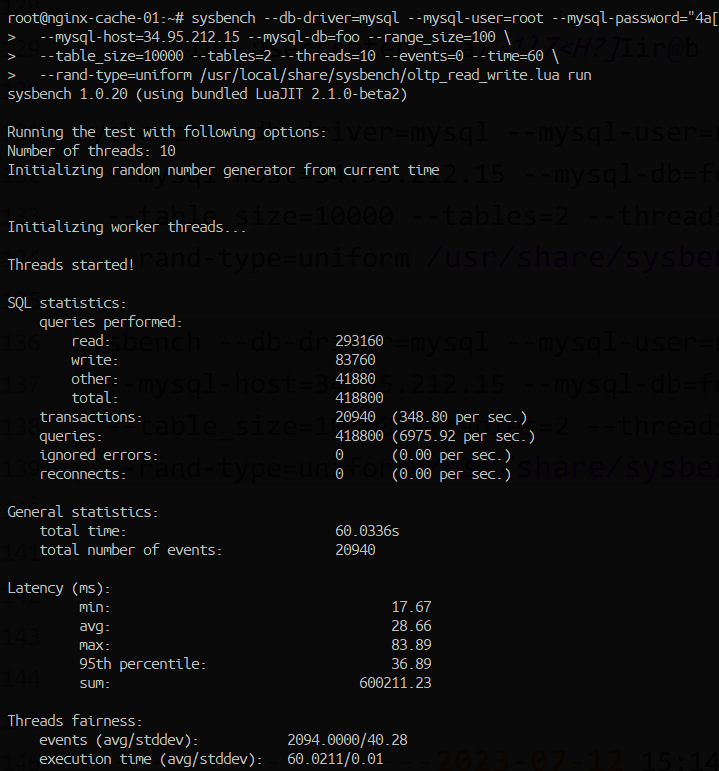 root@nginx-cache-01:~# sysbench --db-driver=mysql --mysql-user=root --mysql-password="4a[
>   --mysql-host=34.95.212.15 --mysql-db=foo --range_size=100 \
>   --table_size=10000 --tables=2 --threads=10 --events=0 --time=60 \
>   --rand-type=uniform /usr/local/share/sysbench/oltp_read_write.lua run
sysbench 1.0.20 (using bundled LuaJIT 2.1.0-beta2)
Running the test with following options:
Number of threads: 10
Initializing random number generator from current time
Initializing worker threads...
Threads started!
SQL statistics:
queries performed:
read: 293160
write: 83760
other: 41880
total: 418800
transactions: 20940 (348.80 per sec.)
queries: 418800 (6975.92 per sec.)
ignored errors: 0 (0.00 per sec.)
reconnects: 0 (0.00 per sec.)
General statistics:
total time: 60.0336s
total number of events: 20940
Latency (ms):
min: 17.67
avg: 28.66
max: 83.89
95th percentile: 36.89
sum: 600211.23
Threads fairness:
events (avg/stddev): 2094.0000/40.28
execution time (avg/stddev): 60.0211/0.01